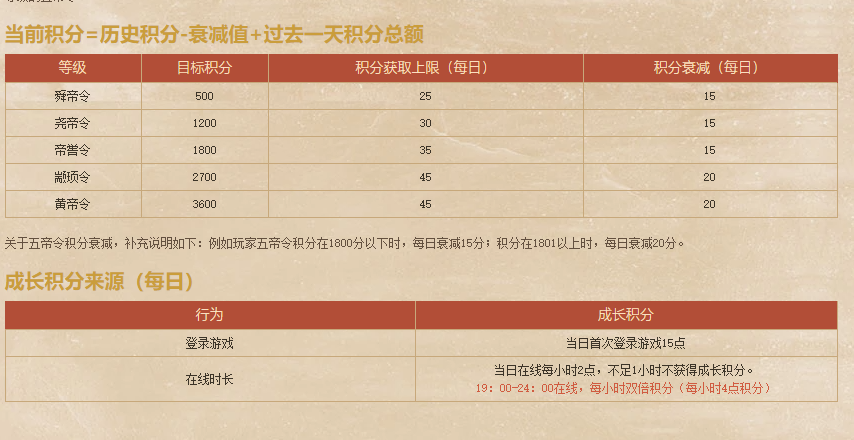 当前积分=历史积分-衰减值+过去一天积分总额
等级 目标积分 积分获取上限（每日） 积分衰减（每日）
舜帝令 500 25 15
尧帝令 1200 30 15
帝喾令 1800 35 15
颛顼令 2700 45 20
黄帝令 3600 45 20
关于五帝令积分衰减，补充说明如下：例如玩家五帝令积分在1800分以下时，每日衰减15分；积分在1801以上时，每日衰减20分。
成长积分来源（每日）
行为 成长积分
登录游戏 当日首次登录游戏15点
在线时长 当日在线每小时2点，不足1小时不获得成长积分。
19：00-24：00在线，每小时双倍积分（每小时4点积分）